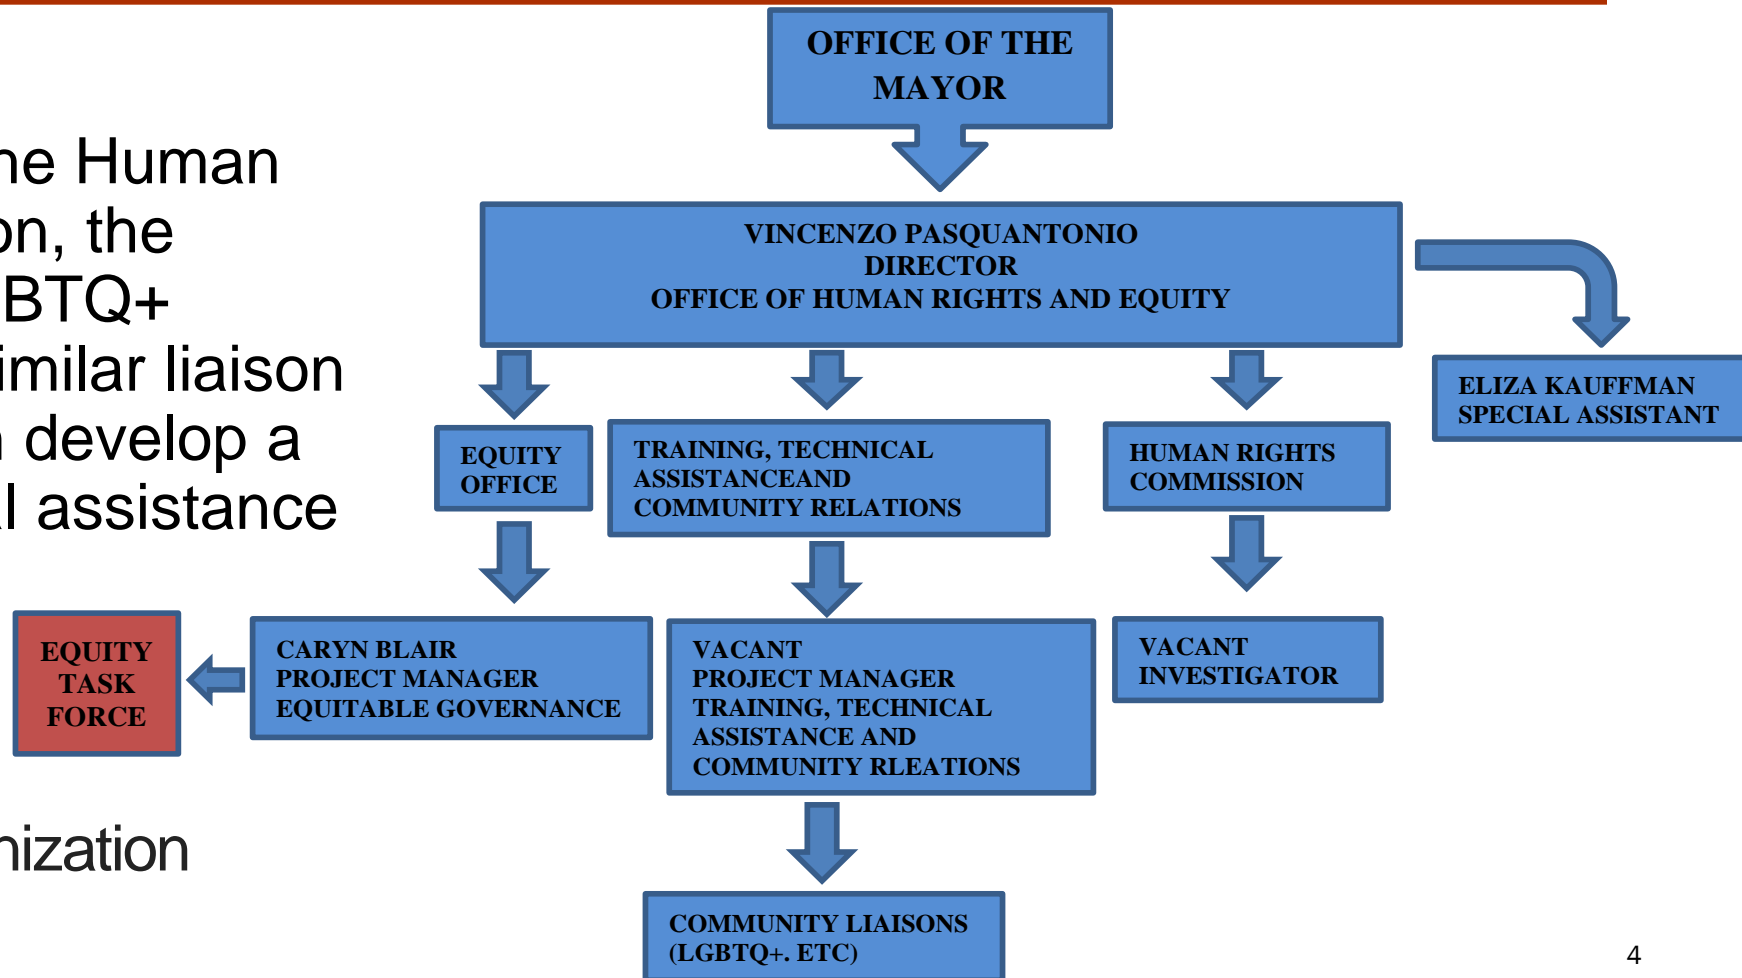 OFFICE OF THE
MAYOR
ne Human
on, the
BTQ+
imilar liaison
develop a
assistance
nization
VINCENZO PASQUANTONIO
DIRECTOR
OFFICE OF HUMAN RIGHTS AND EQUITY
ELIZA KAUFFMAN
SPECIAL ASSISTANT
EQUITY
OFFICE
TRAINING, TECHNICAL
ASSISTANCEAND
COMMUNITY RELATIONS
HUMAN RIGHTS
COMMISSION
EQUITY
TASK
FORCE
CARYN BLAIR
PROJECT MANAGER
EQUITABLE GOVERNANCE
VACANT
PROJECT MANAGER
TRAINING, TECHNICAL
ASSISTANCE AND
COMMUNITY RLEATIONS
VACANT
INVESTIGATOR
COMMUNITY LIAISONS
(LGBTQ+. ETC)
4